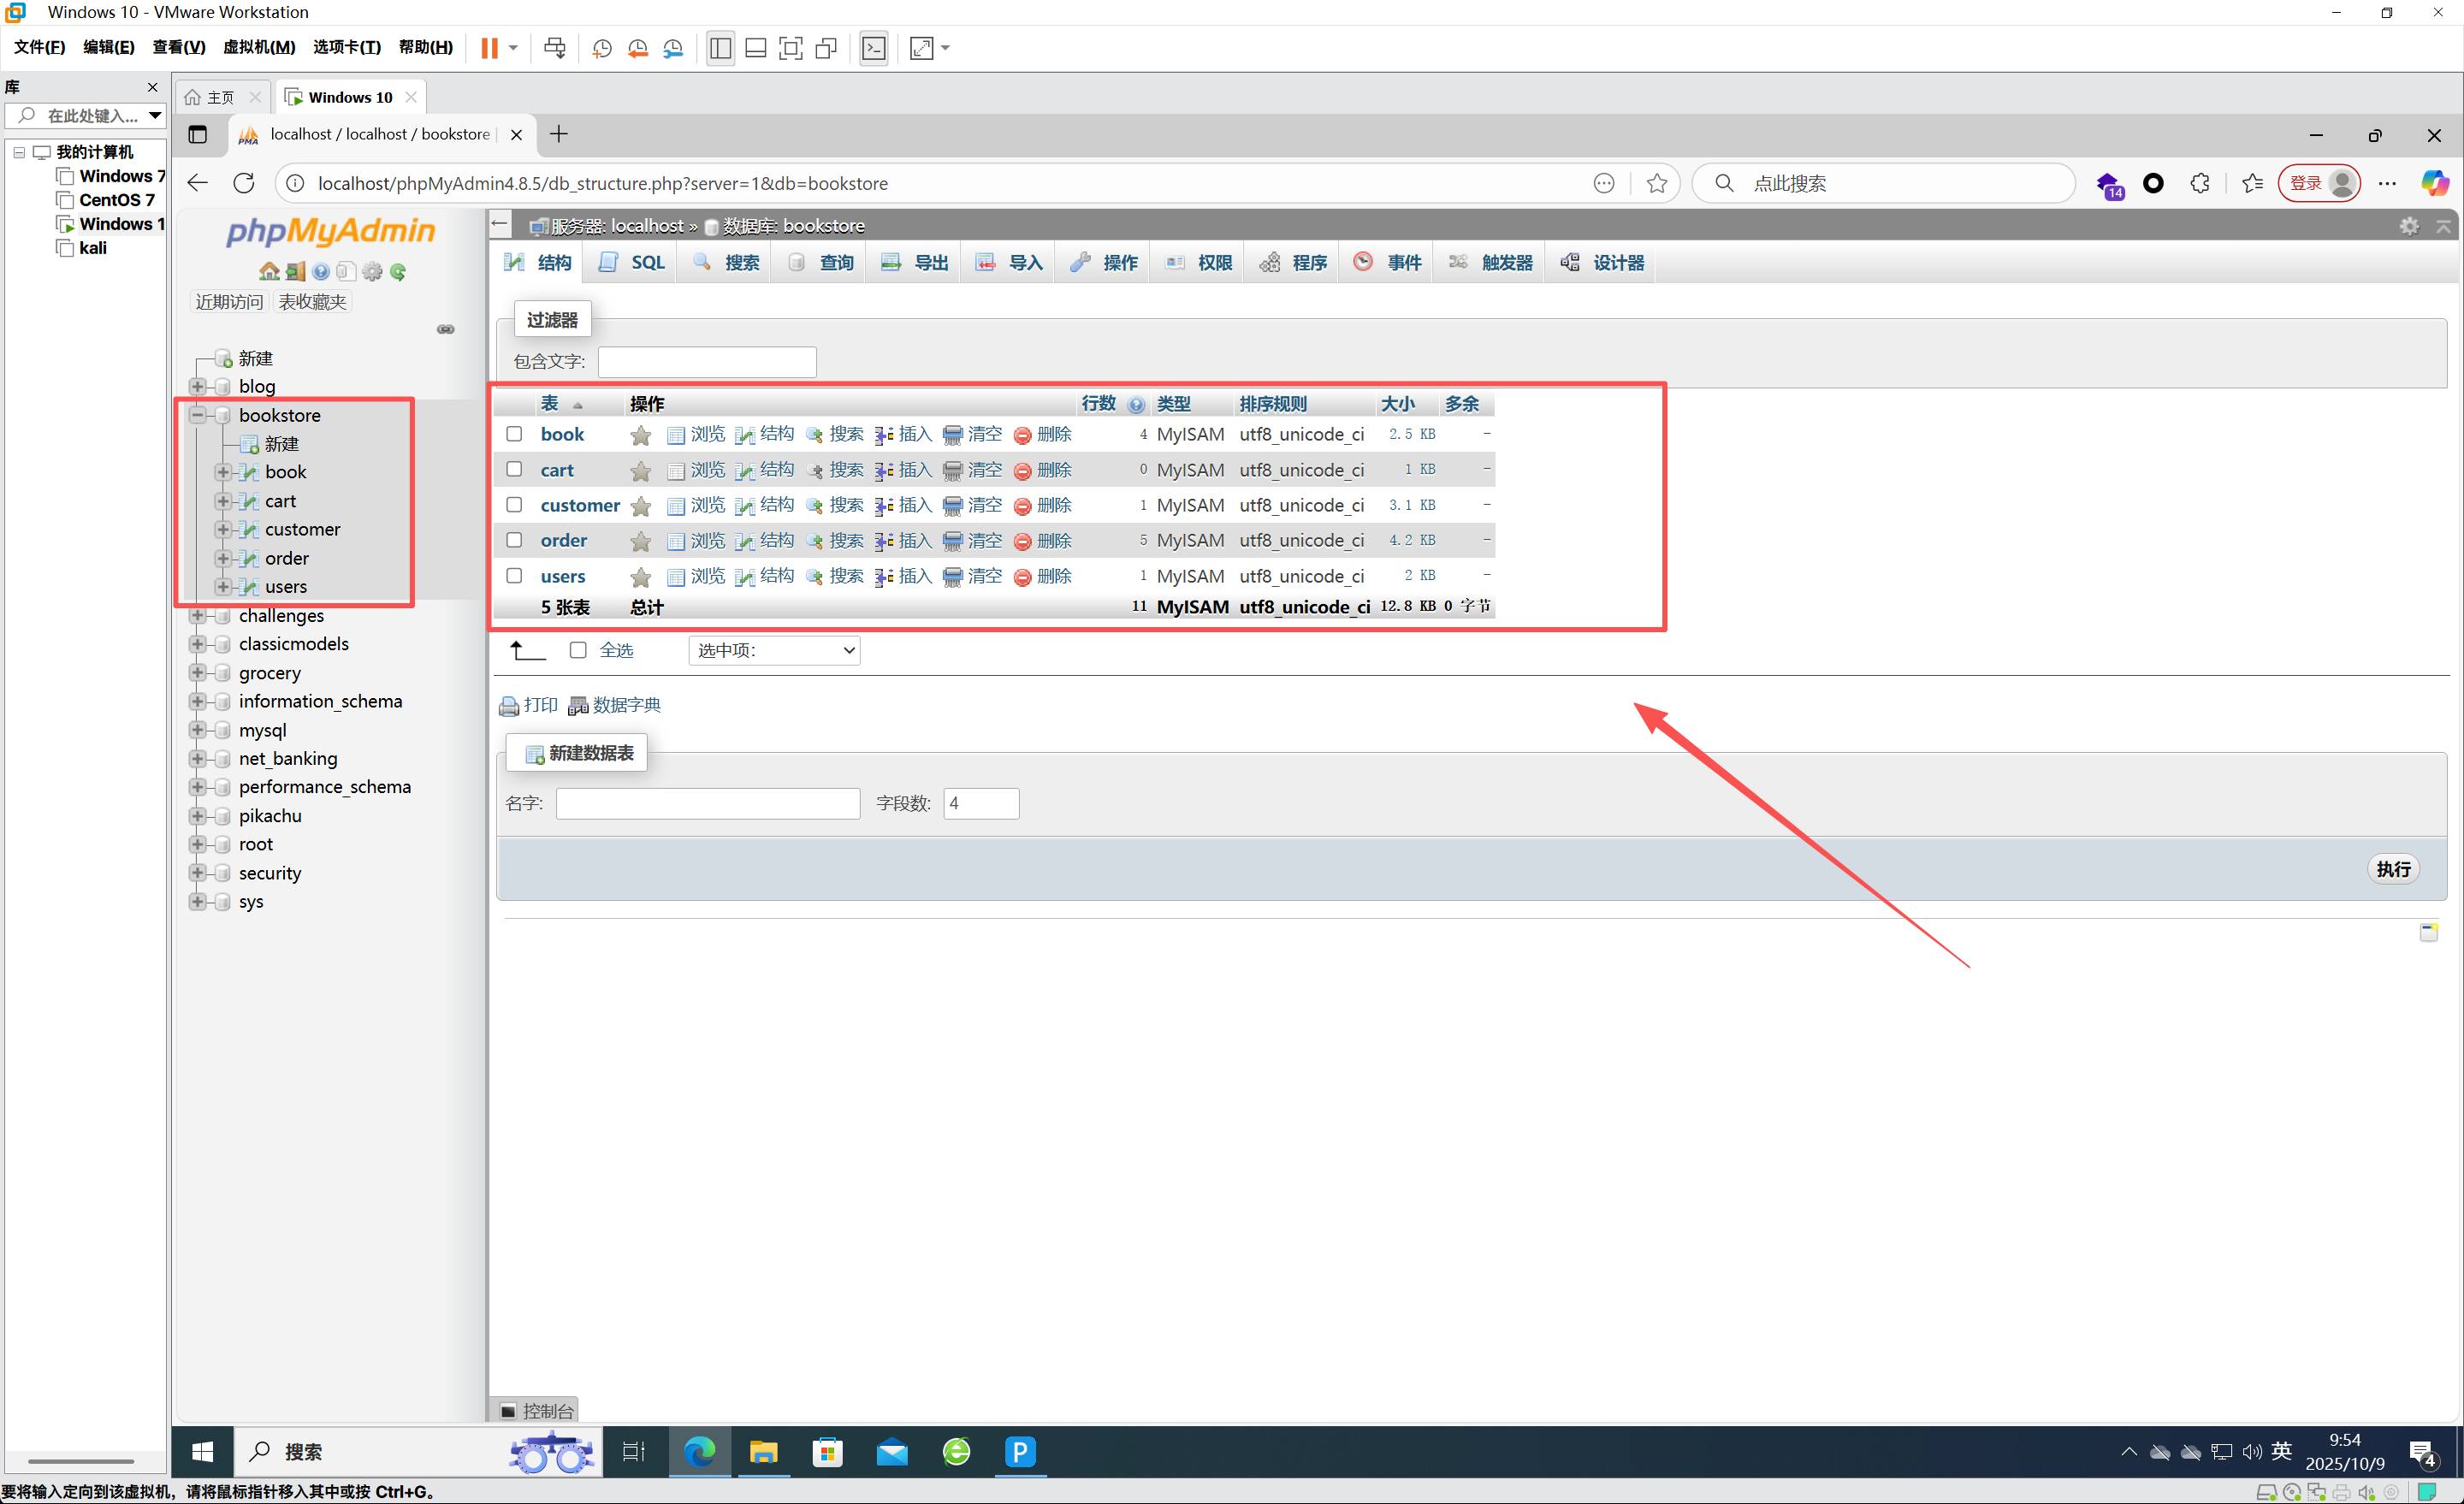 Windows 10 - VMware Workstation
文件(F) 编辑(E) 查看(V) 虚拟机(M) 选项卡(T) 帮助(H)
库
在此处键入...
我的计算机
Windows 7
CentOS 7
Windows 1
kali
主页
Windows 10
localhost / localhost / bookstore
localhost/phpMyAdmin4.8.5/db_structure.php?server=1&db=bookstore
点此搜索
14
登录
phpMyAdmin
近期访问 表收藏夹
新建
blog
bookstore
新建
book
cart
customer
order
users
challenges
classicmodels
grocery
information_schema
mysql
net_banking
performance_schema
pikachu
root
security
sys
服务器: localhost » 数据库: bookstore
结构 SQL 搜索 查询 导出 导入 操作 权限 程序 事件 触发器 设计器
过滤器
包含文字:
表 操作 行数 类型 排序规则 大小 多余
book 浏览 结构 搜索 插入 清空 删除 4 MyISAM utf8_unicode_ci 2.5 KB -
cart 浏览 结构 搜索 插入 清空 删除 0 MyISAM utf8_unicode_ci 1 KB -
customer 浏览 结构 搜索 插入 清空 删除 1 MyISAM utf8_unicode_ci 3.1 KB -
order 浏览 结构 搜索 插入 清空 删除 5 MyISAM utf8_unicode_ci 4.2 KB -
users 浏览 结构 搜索 插入 清空 删除 1 MyISAM utf8_unicode_ci 2 KB -
5 张表 总计 11 MyISAM utf8_unicode_ci 12.8 KB 0 字节
全选 选中项:
打印 数据字典
新建数据表
名字: 字段数: 4
执行
控制台
搜索
P
英
9:54
2025/10/9
4
要将输入定向到该虚拟机，请将鼠标指针移入其中或按 Ctrl+G。